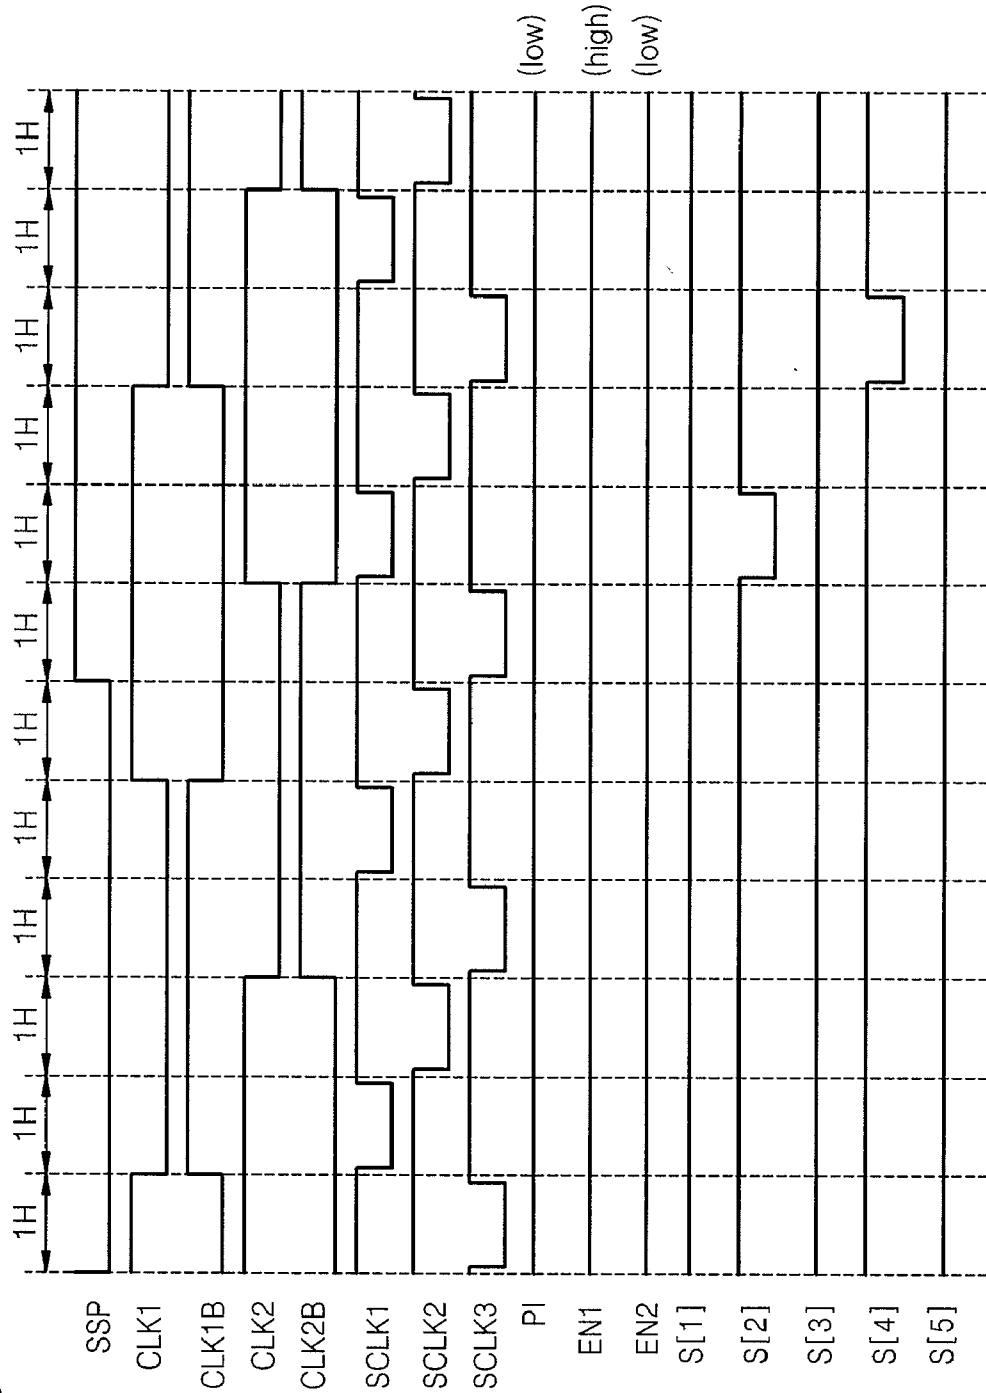 1H 1H 1H 1H 1H 1H 1H 1H 1H 1H 1H 1H
SSP
CLK1
CLK1B
CLK2
CLK2B
SCLK1
SCLK2
SCLK3
PI (low)
EN1 (high)
EN2 (low)
S[1]
S[2]
S[3]
S[4]
S[5]